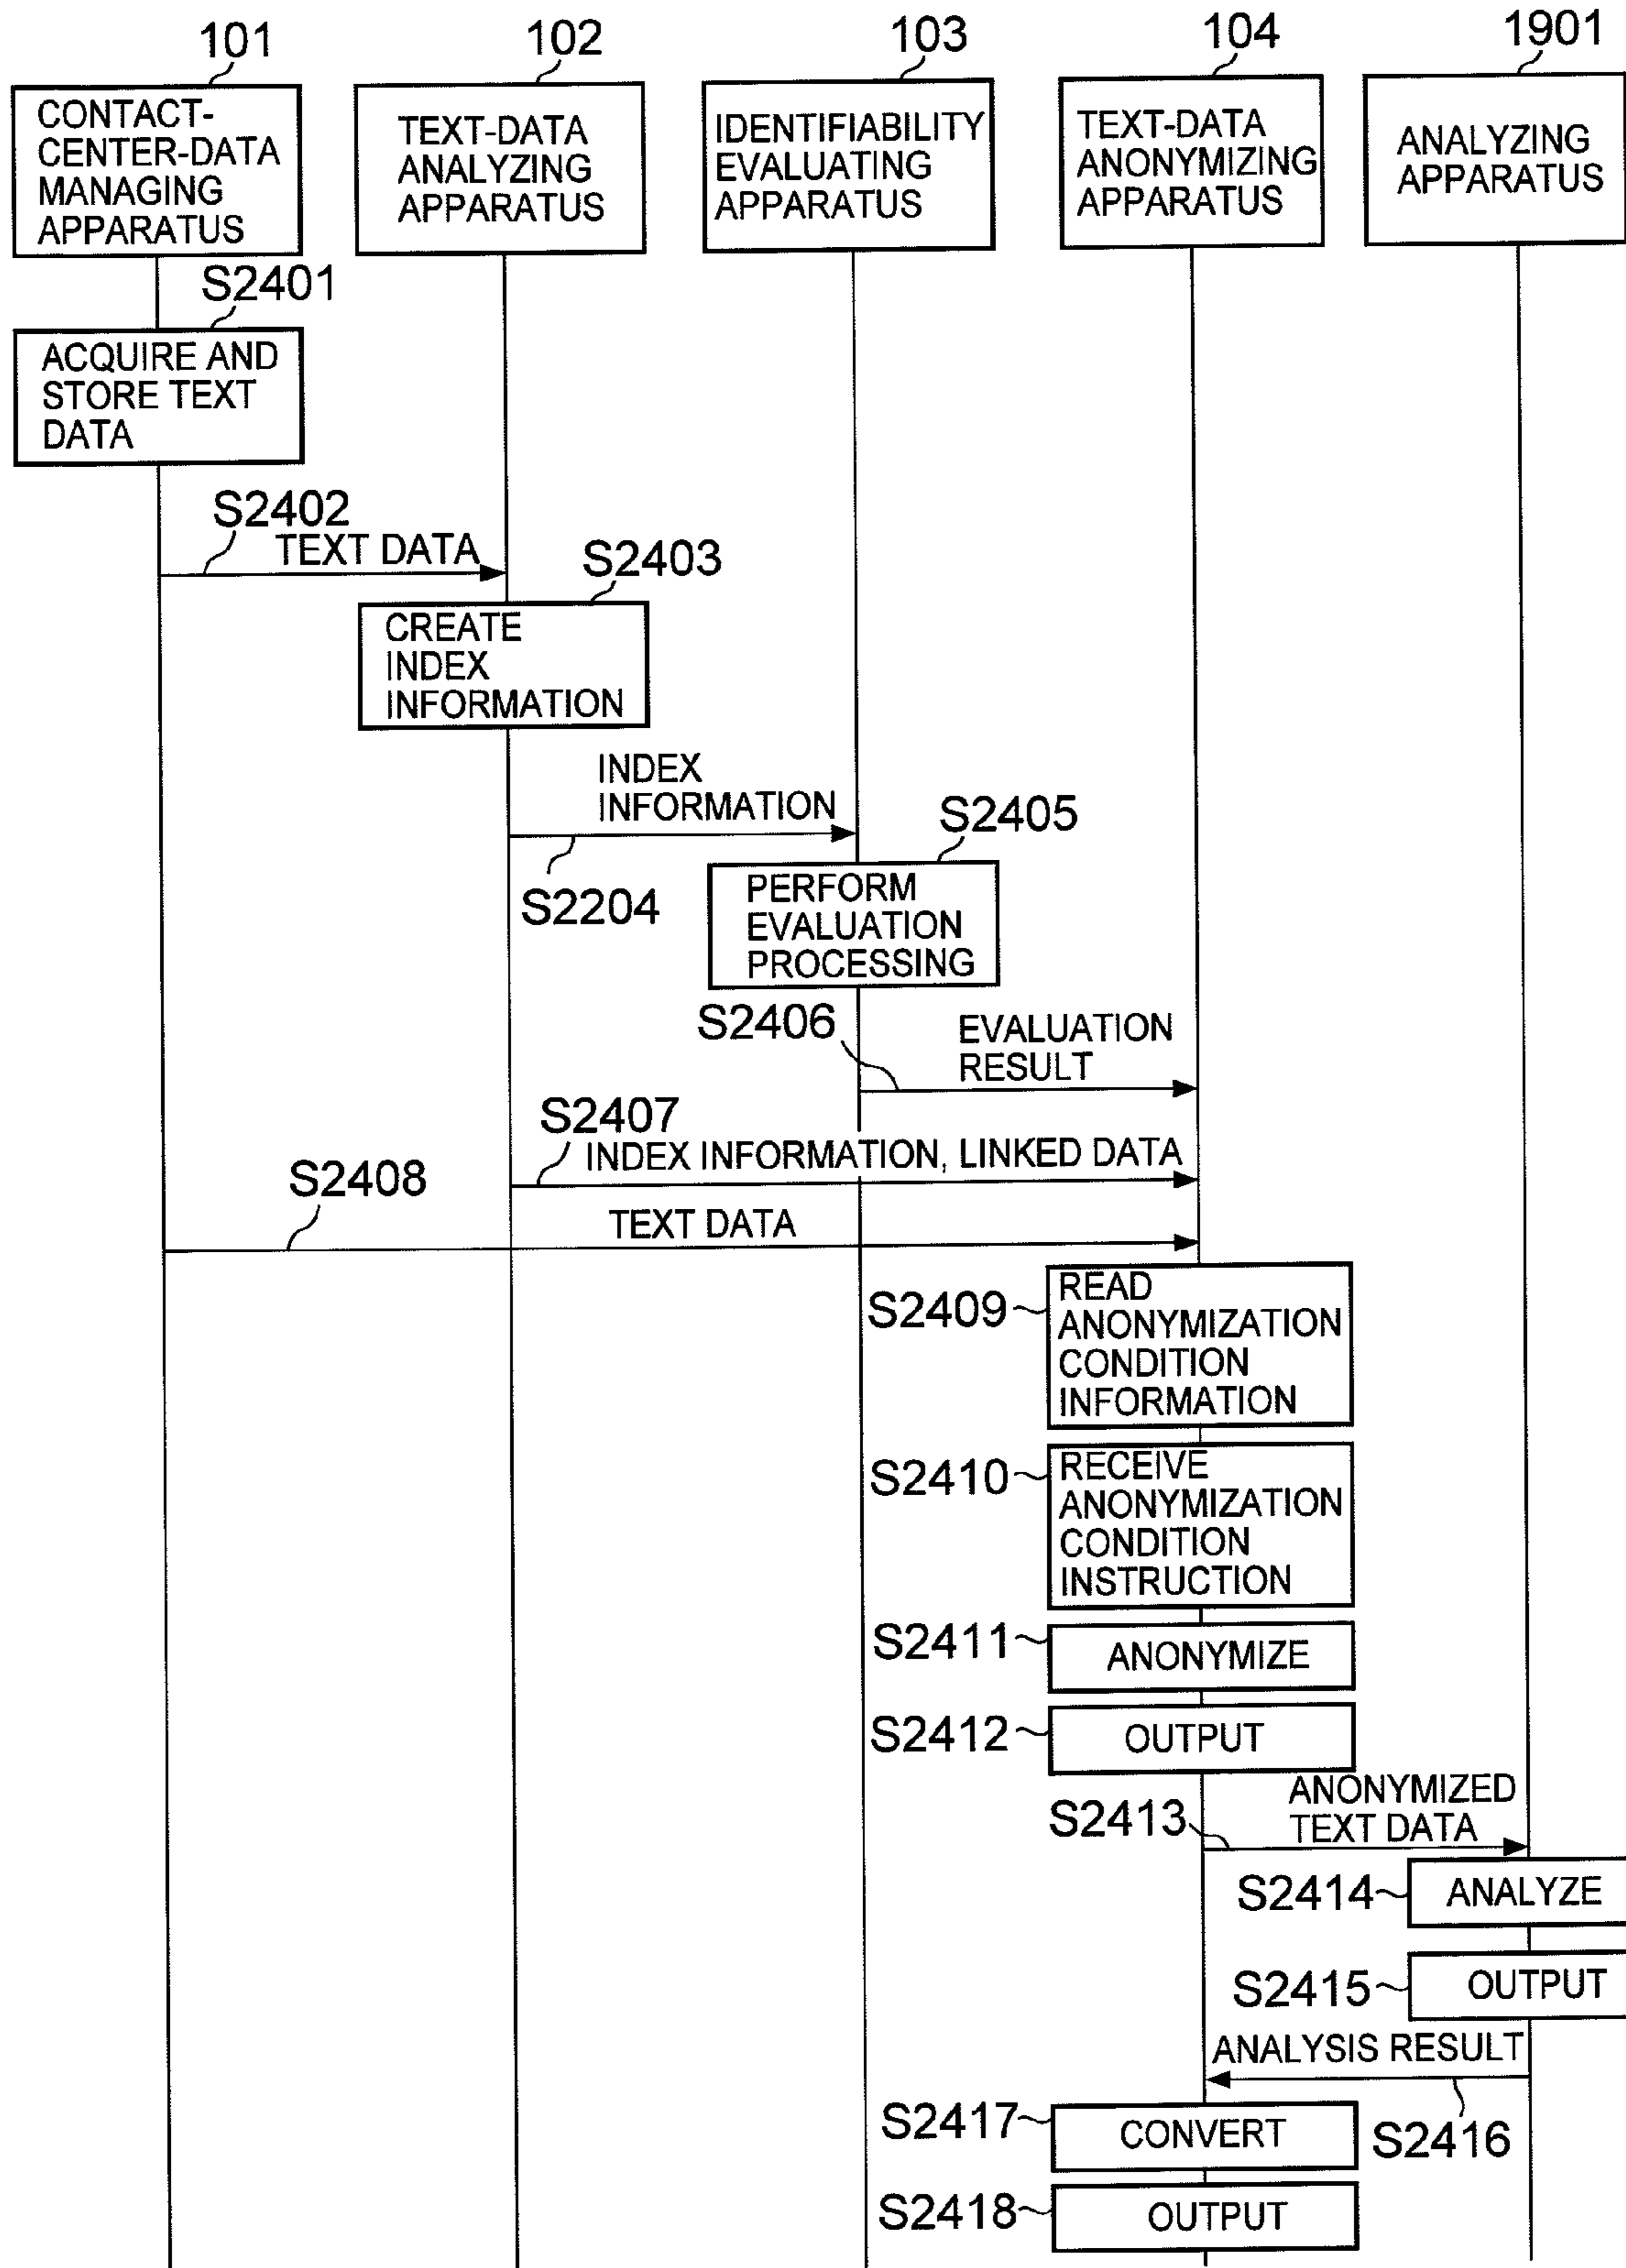 101
102
103
104
1901
CONTACT-
CENTER-DATA
MANAGING
APPARATUS
TEXT-DATA
ANALYZING
APPARATUS
IDENTIFIABILITY
EVALUATING
APPARATUS
TEXT-DATA
ANONYMIZING
APPARATUS
ANALYZING
APPARATUS
S2401
ACQUIRE AND
STORE TEXT
DATA
S2402
TEXT DATA
S2403
CREATE
INDEX
INFORMATION
INDEX
INFORMATION
S2204
S2405
PERFORM
EVALUATION
PROCESSING
S2406
EVALUATION
RESULT
S2407
INDEX INFORMATION, LINKED DATA
S2408
TEXT DATA
S2409
READ
ANONYMIZATION
CONDITION
INFORMATION
S2410
RECEIVE
ANONYMIZATION
CONDITION
INSTRUCTION
S2411
ANONYMIZE
S2412
OUTPUT
S2413
ANONYMIZED
TEXT DATA
S2414
ANALYZE
S2415
OUTPUT
ANALYSIS RESULT
S2416
S2417
CONVERT
S2418
OUTPUT